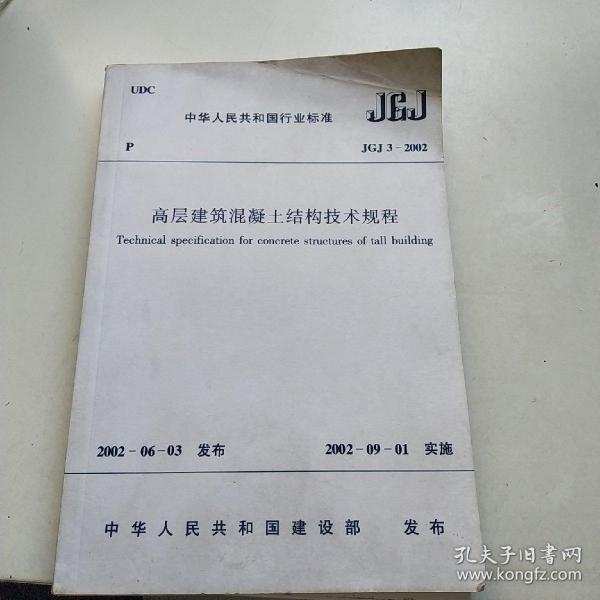 UDC
中华人民共和国行业标准
JGJ
P
JGJ 3－2002
高层建筑混凝土结构技术规程
Technical specification for concrete structures of tall building
2002－06－03 发布
2002－09－01 实施
中华人民共和国建设部 发布
孔夫子旧书网
www.kongfz.com